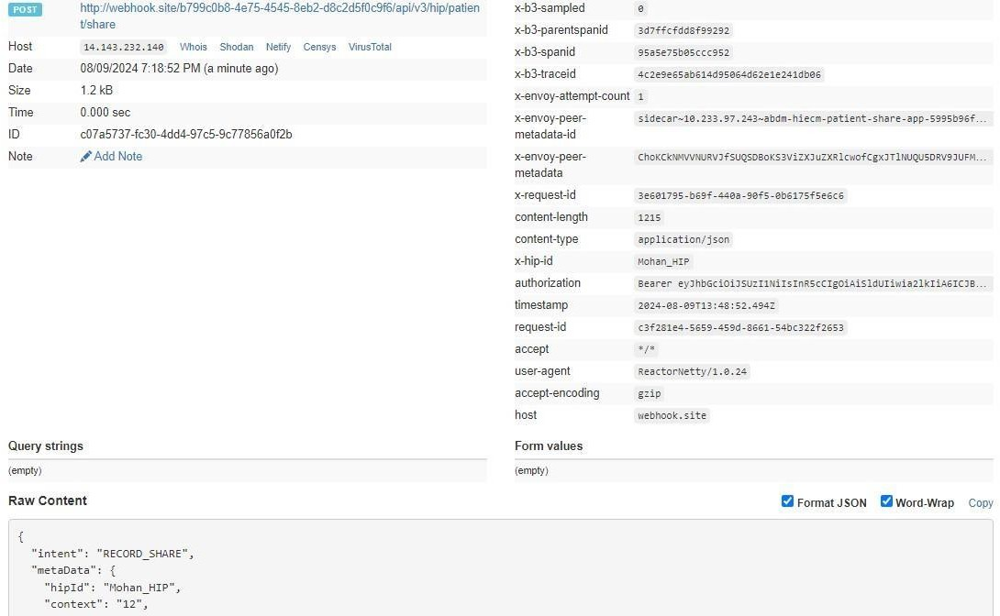 POST http://webhook.site/b799c0b8-4e75-4545-8eb2-d8c2d5f0c9f6/api/v3/hip/patien
t/share
Host 14.143.232.140 Whois Shodan Netify Censys VirusTotal
Date 08/09/2024 7:18:52 PM (a minute ago)
Size 1.2 kB
Time 0.000 sec
ID c07a5737-fc30-4dd4-97c5-9c77856a0f2b
Note Add Note
x-b3-sampled 0
x-b3-parentspanid 3d7ffcfdd8f99292
x-b3-spanid 95a5e75b05ccc952
x-b3-traceid 4c2e9e65ab614d95064d62e1e241db06
x-envoy-attempt-count 1
x-envoy-peer-
metadata-id sidecar~10.233.97.243~abdm-hiecm-patient-share-app-5995b96f...
x-envoy-peer-
metadata ChoKCkNMVVNURVJfSUQSDBoKS3ViZXJuZXRlcwofCgxJTlNUQU5DRV9JUFM...
x-request-id 3e601795-b69f-440a-90f5-0b6175f5e6c6
content-length 1215
content-type application/json
x-hip-id Mohan_HIP
authorization Bearer eyJhbGciOiJSUzI1NiIsInR5cCIgOiAiSldUIiwia2lkIiA6ICJB...
timestamp 2024-08-09T13:48:52.494Z
request-id c3f281e4-5659-459d-8661-54bc322f2653
accept */*
user-agent ReactorNetty/1.0.24
accept-encoding gzip
host webhook.site
Query strings
(empty)
Form values
(empty)
Raw Content
Format JSON Word-Wrap Copy
{
"intent": "RECORD_SHARE",
"metaData": {
"hipId": "Mohan_HIP",
"context": "12",